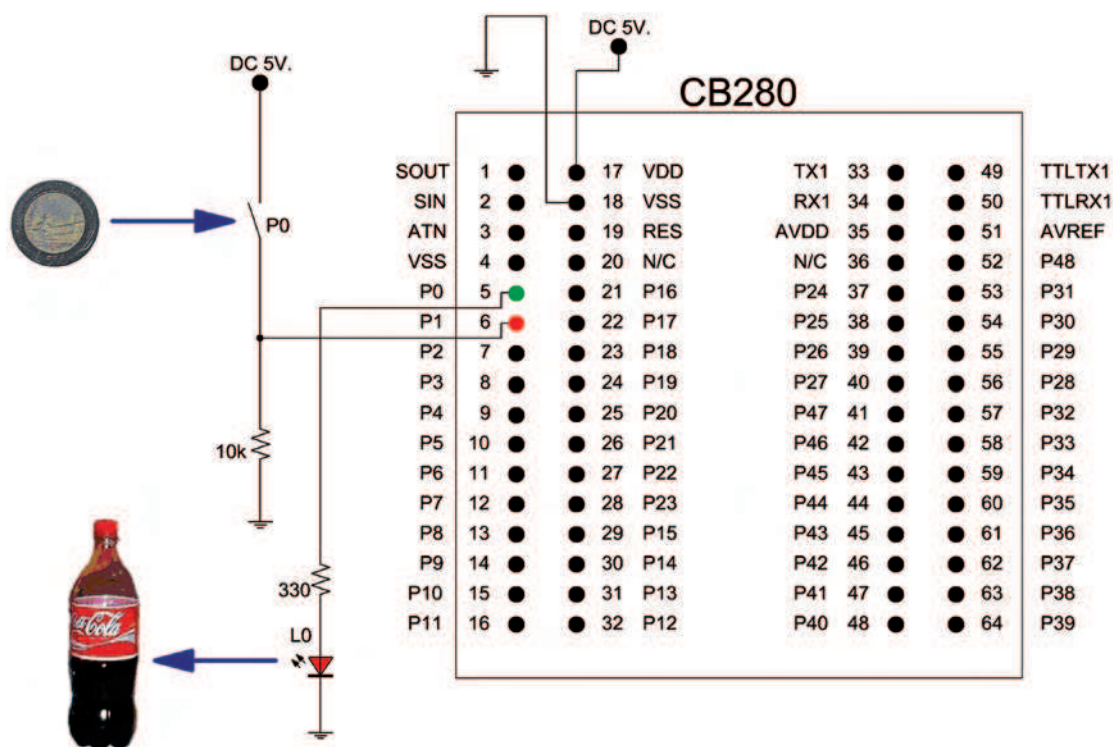 DC 5V.
DC 5V.
CB280
SOUT 1 17 VDD TX1 33 49 TTLTX1
SIN 2 18 VSS RX1 34 50 TTLRX1
P0
ATN 3 19 RES AVDD 35 51 AVREF
VSS 4 20 N/C N/C 36 52 P48
P0 5 21 P16 P24 37 53 P31
P1 6 22 P17 P25 38 54 P30
P2 7 23 P18 P26 39 55 P29
P3 8 24 P19 P27 40 56 P28
P4 9 25 P20 P47 41 57 P32
10k
P5 10 26 P21 P46 42 58 P33
P6 11 27 P22 P45 43 59 P34
P7 12 28 P23 P44 44 60 P35
P8 13 29 P15 P43 45 61 P36
P9 14 30 P14 P42 46 62 P37
330
P10 15 31 P13 P41 47 63 P38
P11 16 32 P12 P40 48 64 P39
L0
Coca-Cola